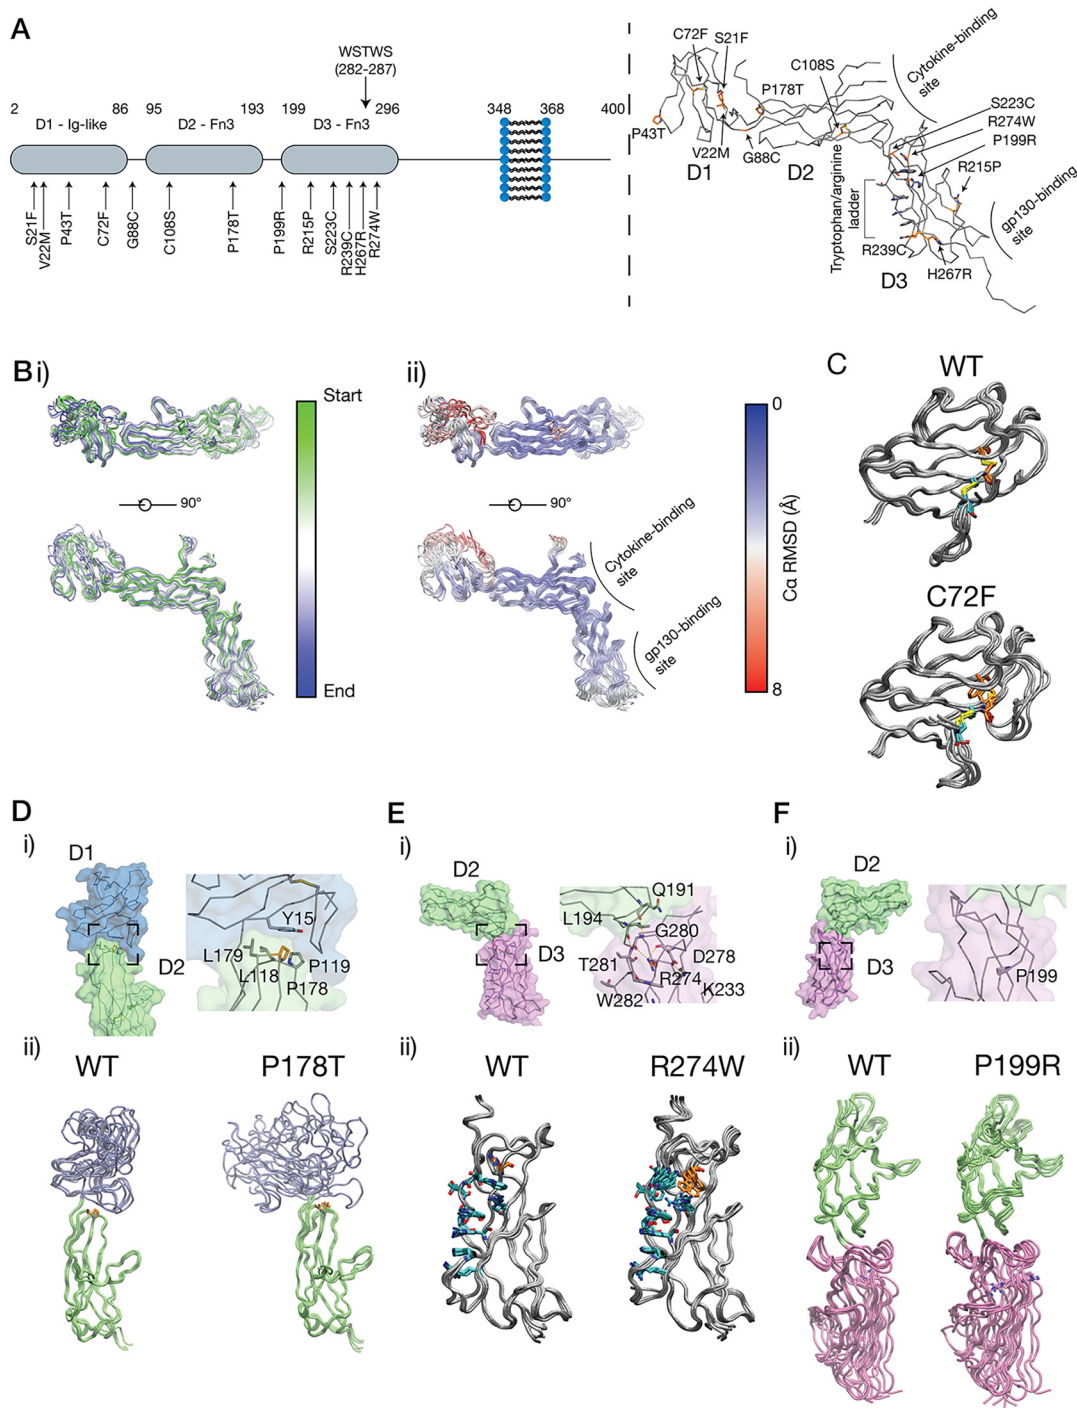 A
WSTWS
(282-287)
2
86
95
193
199
296
348
368
400
D1 - Ig-like
D2 - Fn3
D3 - Fn3
S21F
V22M
P43T
C72F
G88C
C108S
P178T
P199R
R215P
S223C
R239C
H267R
R274W
C72F
S21F
C108S
P178T
P43T
V22M
G88C
D1
D2
Cytokine-binding
site
S223C
R274W
P199R
R215P
Tryptophan/arginine
ladder
gp130-binding
site
R239C
H267R
D3
B
i)
Start
End
90°
ii)
90°
Cytokine-binding
site
gp130-binding
site
0
Cα RMSD (Å)
8
C
WT
C72F
D
i)
D1
D2
Y15
L179
L118
P119
P178
ii)
WT
P178T
E
i)
D2
D3
Q191
L194
G280
D278
T281
R274
W282
K233
ii)
WT
R274W
F
i)
D2
D3
P199
ii)
WT
P199R